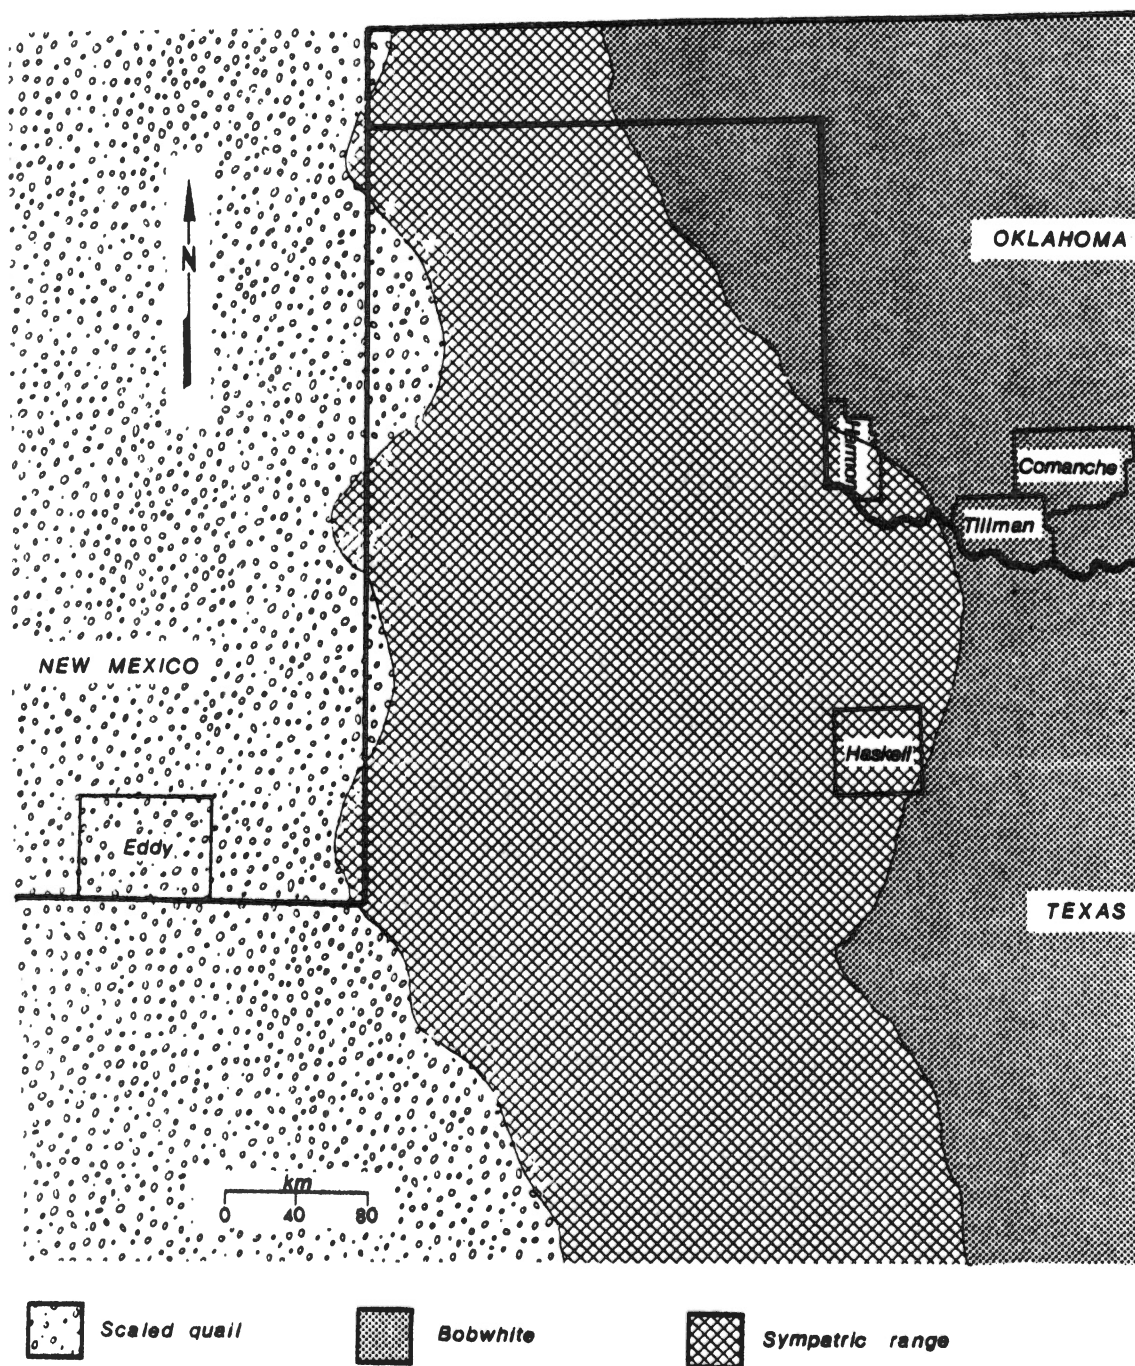 N
OKLAHOMA
Comanche
Tillman
NEW MEXICO
Haskell
Eddy
TEXAS
km
0 40 80
Scaled quail
Bobwhite
Sympatric range